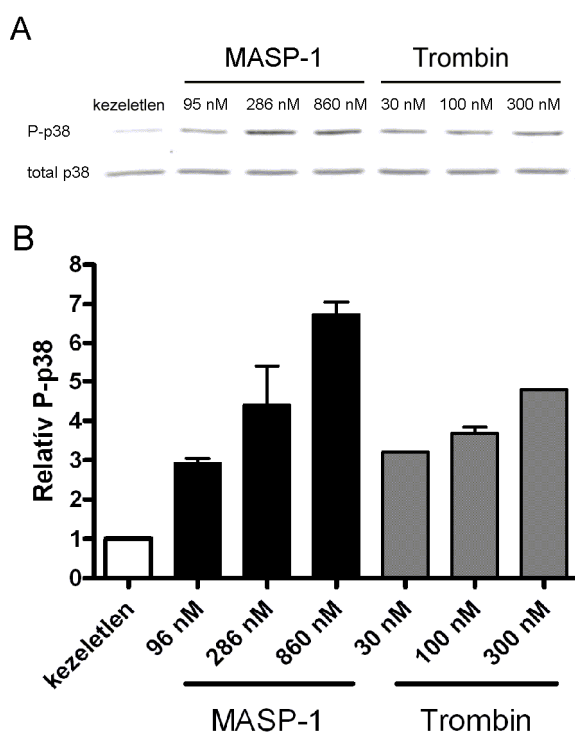 A
MASP-1 Trombin
kezeletlen 95 nM 286 nM 860 nM 30 nM 100 nM 300 nM
P-p38
total p38
B
Relatív P-p38
8
7
6
5
4
3
2
1
0
kezeletlen 96 nM 286 nM 860 nM 30 nM 100 nM 300 nM
MASP-1 Trombin